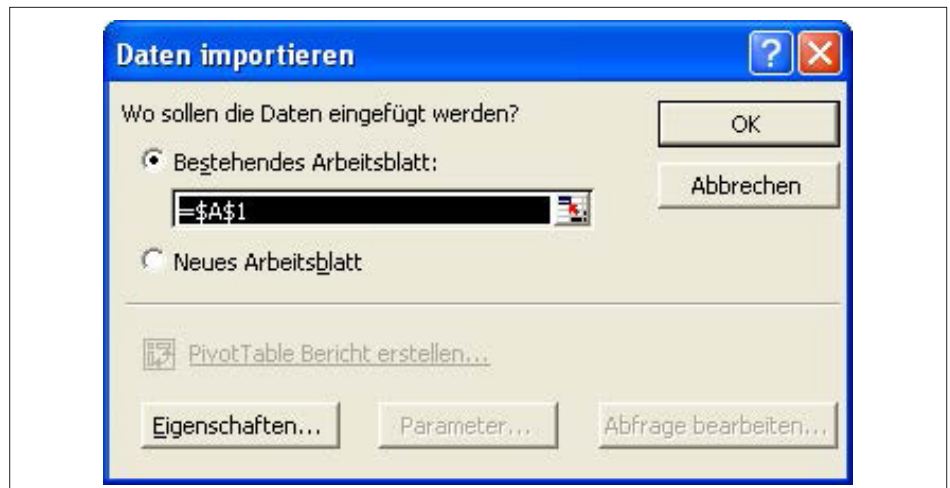 Daten importieren
Wo sollen die Daten eingefügt werden?
OK
Bestehendes Arbeitsblatt:
Abbrechen
=$A$1
Neues Arbeitsblatt
PivotTable Bericht erstellen...
Eigenschaften...
Parameter...
Abfrage bearbeiten...